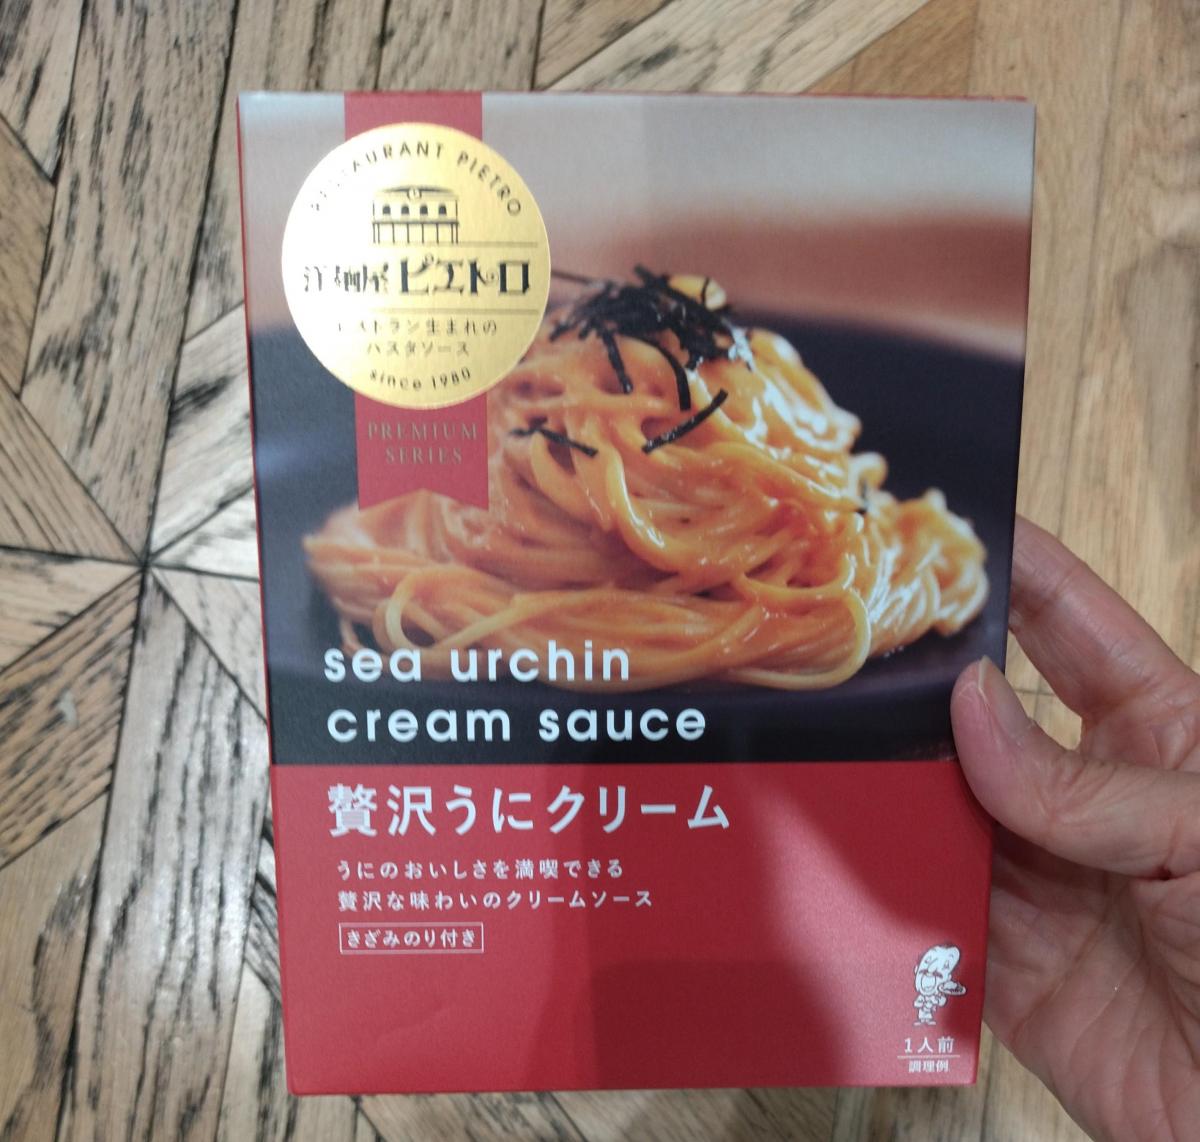 RESTAURANT PIETRO
洋麺屋ピエトロ
レストラン生まれの
パスタソース
since 1980
PREMIUM
SERIES
sea urchin
cream sauce
贅沢うにクリーム
うにのおいしさを満喫できる
贅沢な味わいのクリームソース
きざみのり付き
1人前
調理例